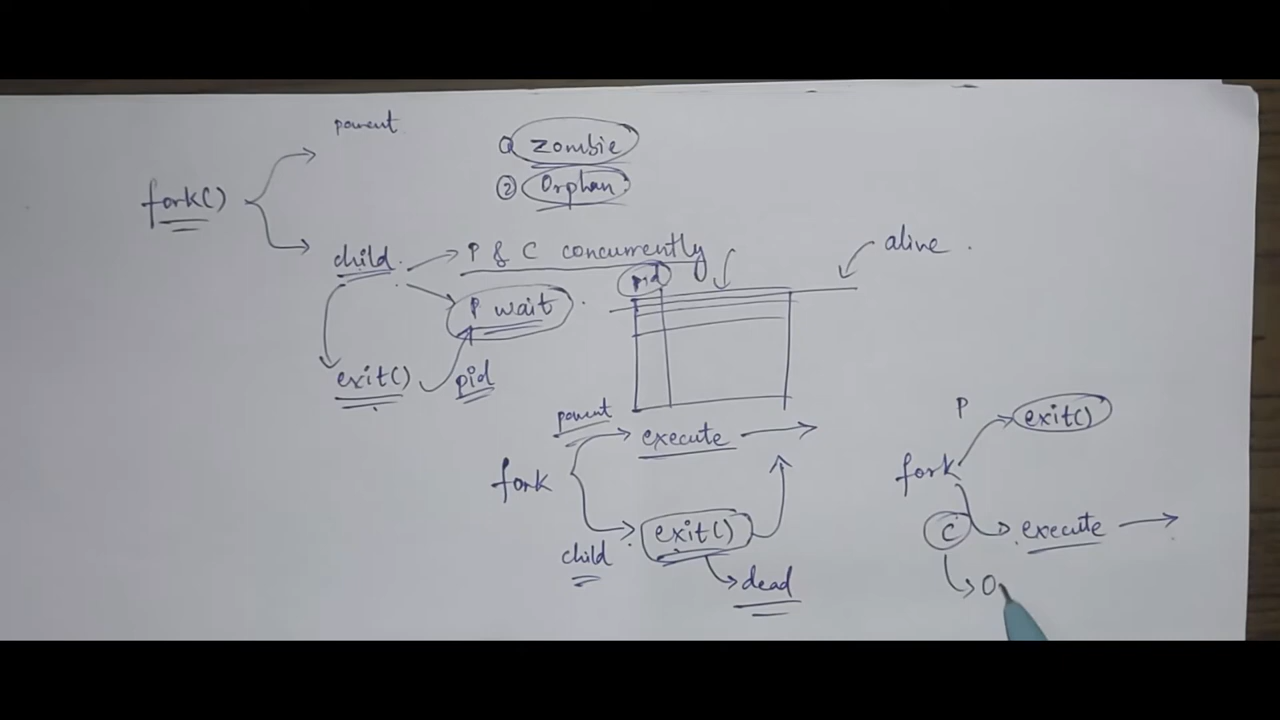 parent
① zombie
fork()
② Orphan
child
P & C concurrently
alive .
pid
P wait
exit()
pid
parent
execute
P
exit()
fork
fork
exit()
C
execute
child
dead
O